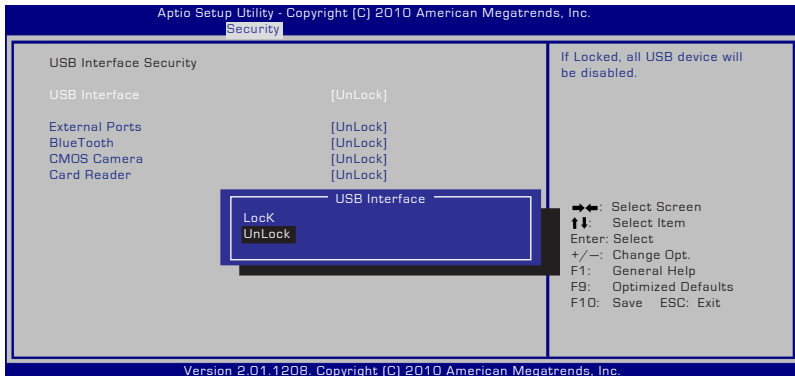 Aptio Setup Utility - Copyright (C) 2010 American Megatrends, Inc.
Security
USB Interface Security
USB Interface [UnLock]
External Ports [UnLock]
BlueTooth [UnLock]
CMOS Camera [UnLock]
Card Reader [UnLock]
USB Interface
LocK
UnLock
If Locked, all USB device will
be disabled.
→←: Select Screen
↑↓: Select Item
Enter: Select
+/—: Change Opt.
F1: General Help
F9: Optimized Defaults
F10: Save ESC: Exit
Version 2.01.1208. Copyright (C) 2010 American Megatrends, Inc.